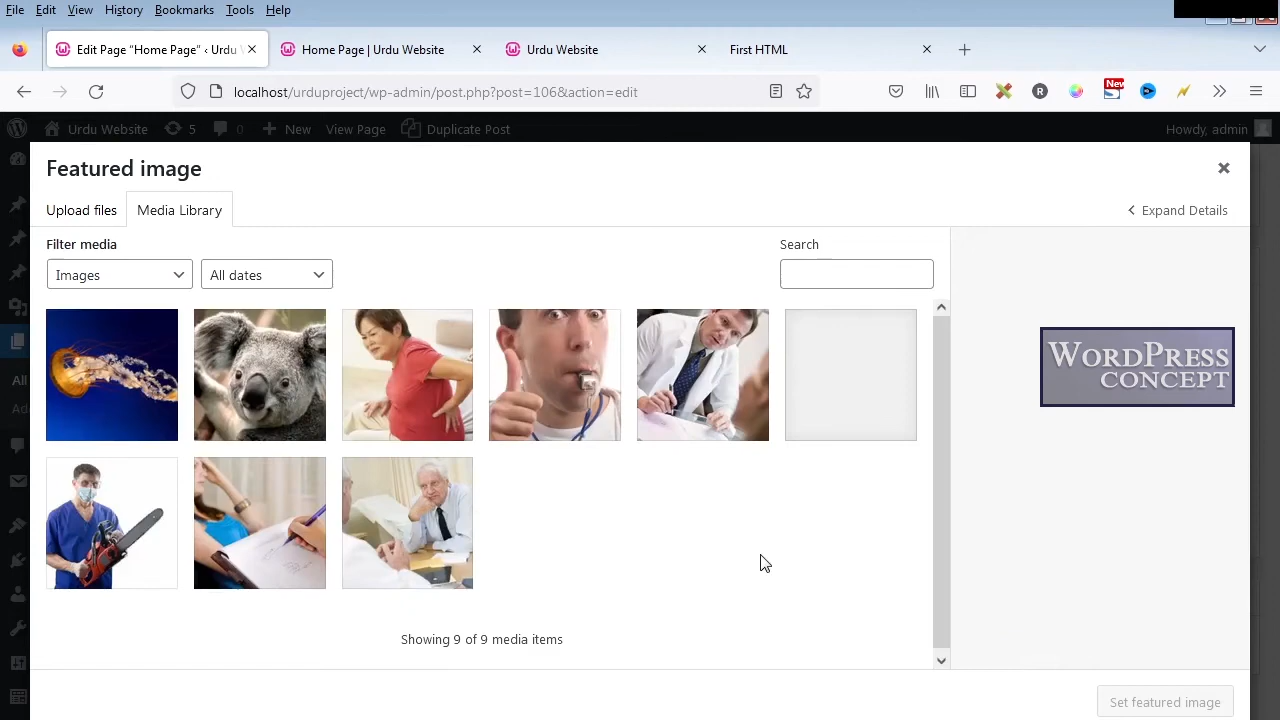 File Edit View History Bookmarks Tools Help
Edit Page “Home Page” ‹ Urdu W
Home Page | Urdu Website
Urdu Website
First HTML
localhost/urduproject/wp-admin/post.php?post=106&action=edit
New
Urdu Website 5 0 New View Page Duplicate Post Howdy, admin
Featured image
Upload files Media Library Expand Details
Filter media Search
Images All dates
WORDPRESS
CONCEPT
All
Ad
Showing 9 of 9 media items
Set featured image